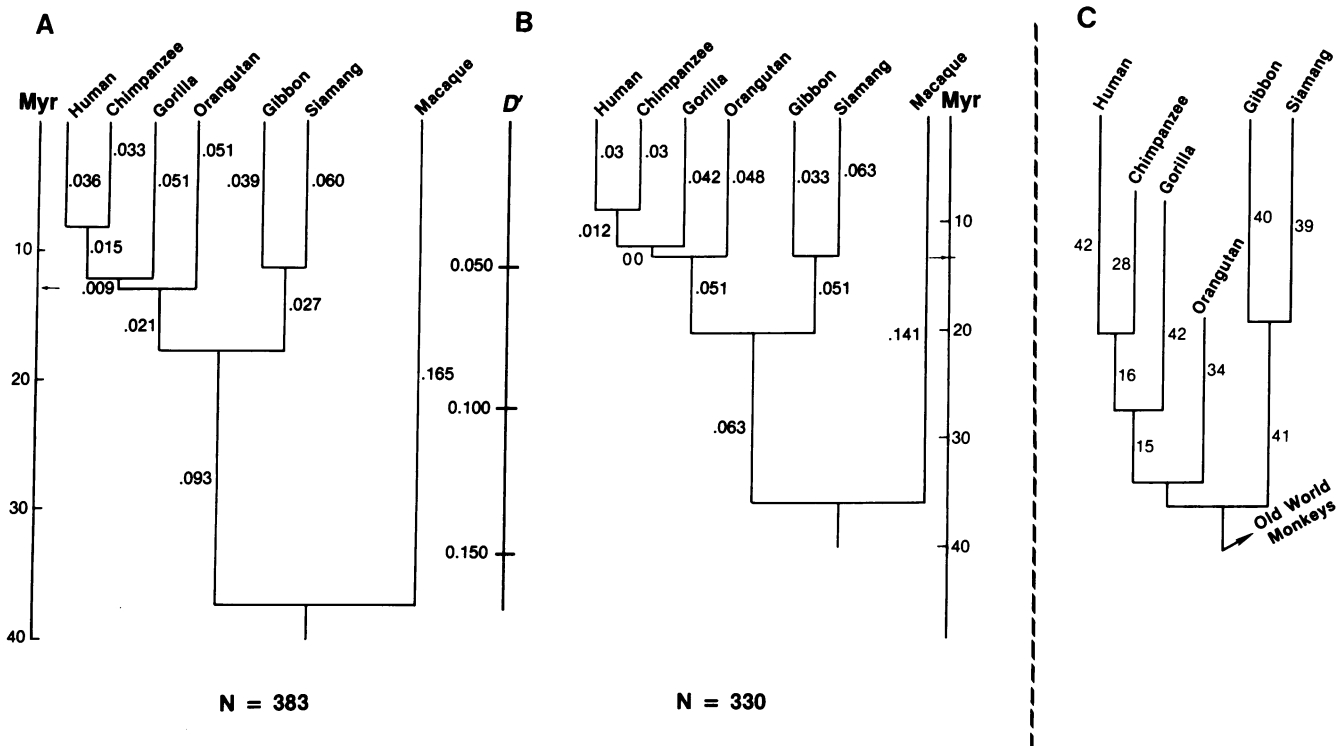 A
Myr
Human
Chimpanzee
Gorilla
Orangutan
Gibbon
Siamang
Macaque
.033
.051
.036
.051
.039
.060
10
.015
.009
.027
.021
20
.165
.093
30
40
N = 383
D'
0.050
0.100
0.150
B
Human
Chimpanzee
Gorilla
Orangutan
Gibbon
Siamang
Macaque
Myr
.03
.03
.042
.048
.033
.063
10
.012
00
.051
.051
.141
20
.063
30
40
N = 330
C
Human
Chimpanzee
Gorilla
Orangutan
Gibbon
Siamang
42
28
40
39
42
16
34
15
41
Old World
Monkeys